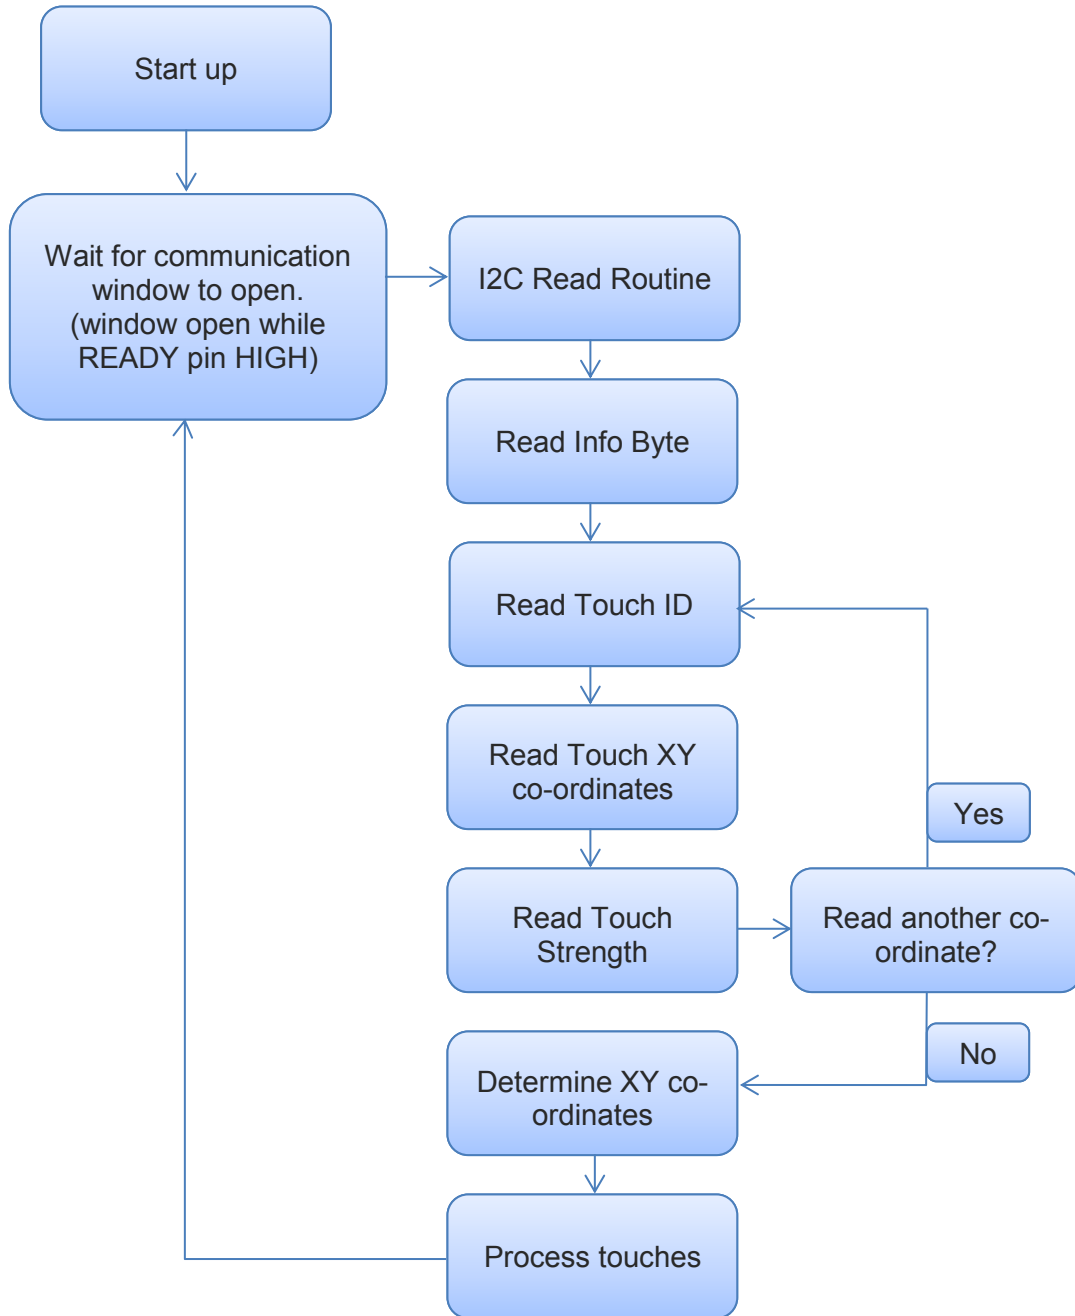 Start up
Wait for communication
window to open.
(window open while
READY pin HIGH)
I2C Read Routine
Read Info Byte
Read Touch ID
Read Touch XY
co-ordinates
Yes
Read Touch
Strength
Read another co-
ordinate?
No
Determine XY co-
ordinates
Process touches